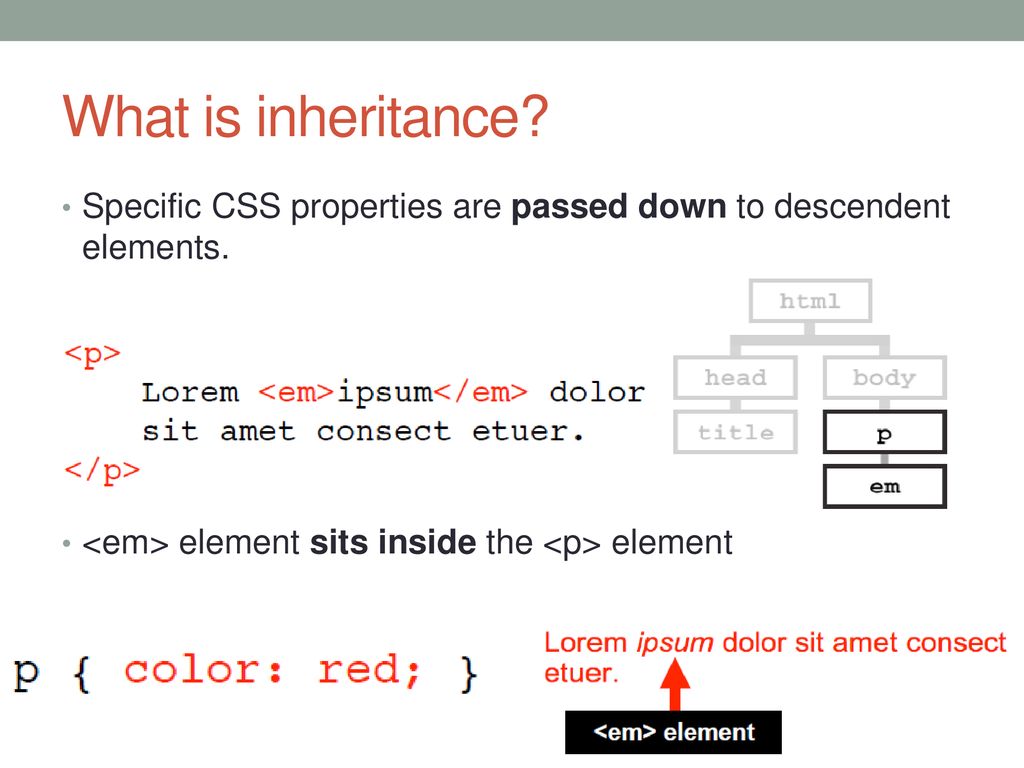 What is inheritance?
• Specific CSS properties are passed down to descendent
elements.
html
head
body
title
p
em
<p>
Lorem <em>ipsum</em> dolor
sit amet consect etuer.
</p>
• <em> element sits inside the <p> element
p { color: red; }
Lorem ipsum dolor sit amet consect
etuer.
<em> element